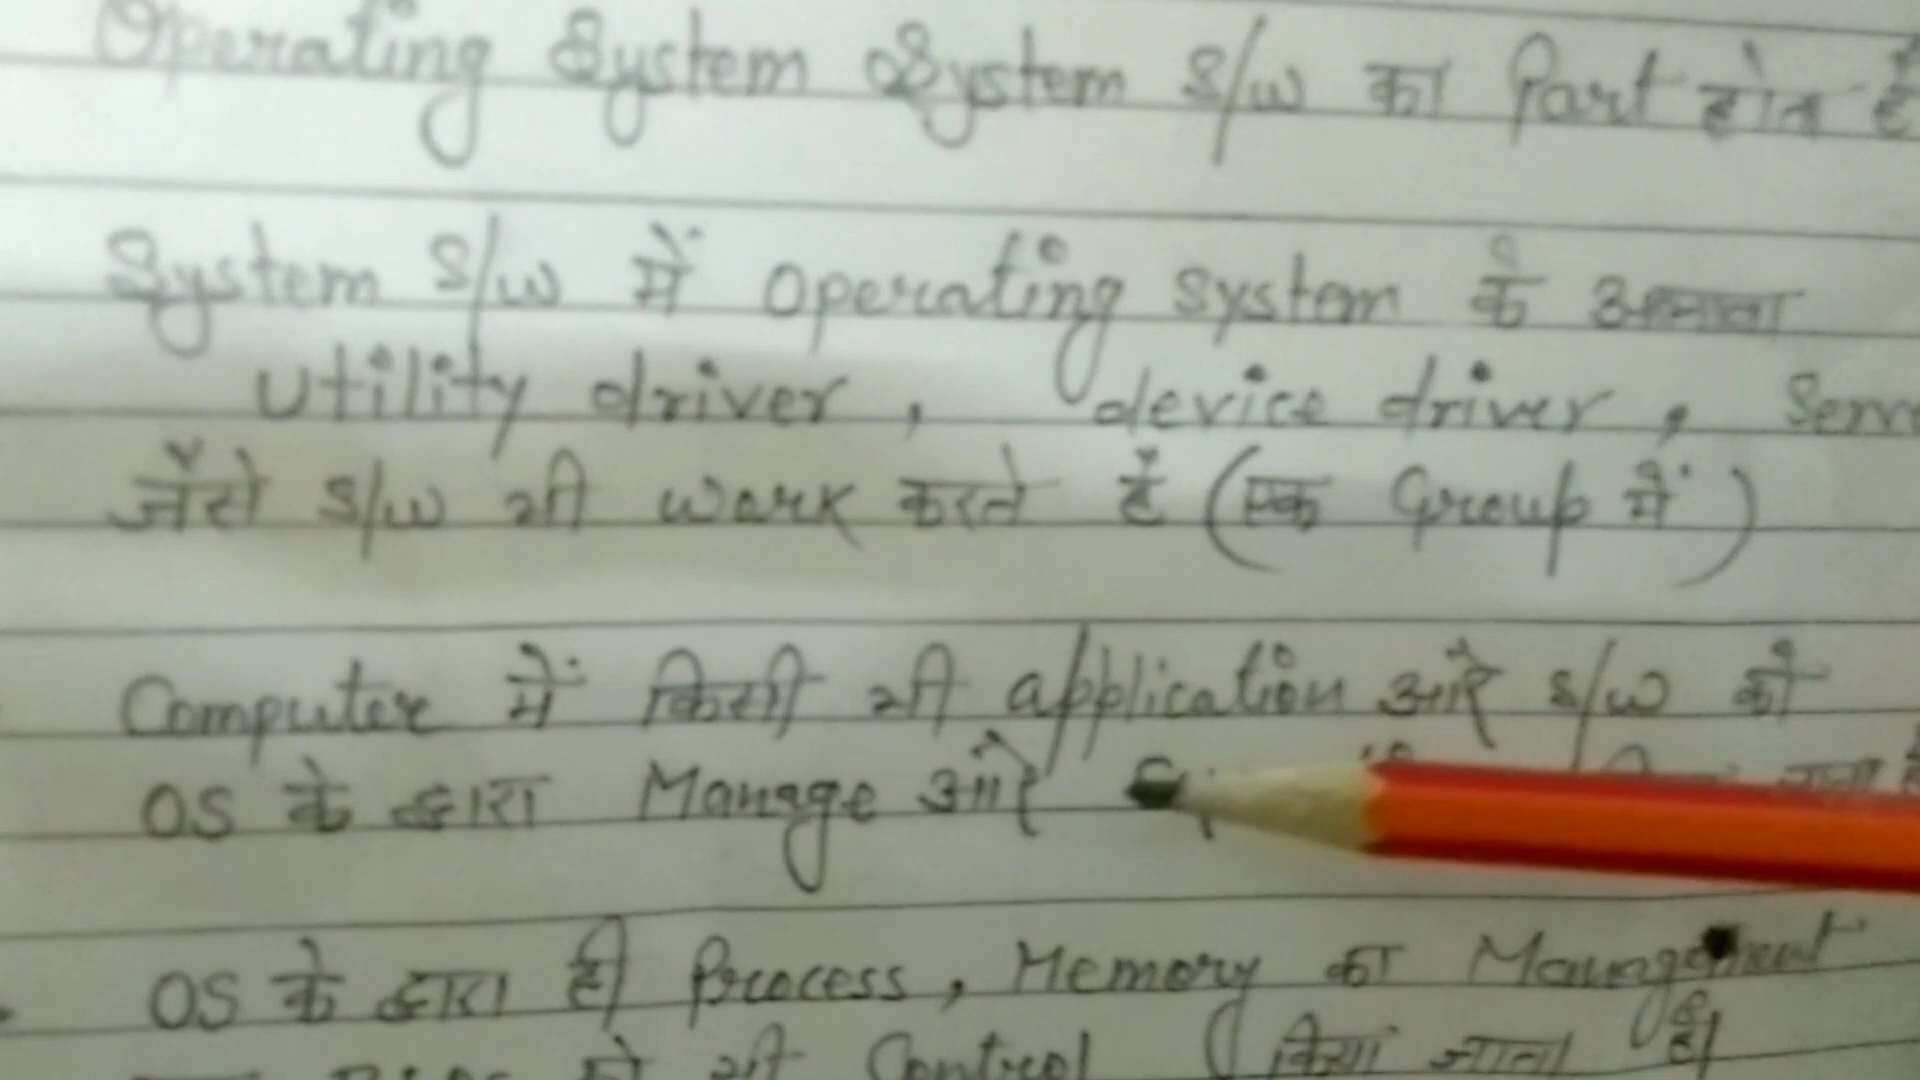 Operating System System S/w का Part होत है
System S/w में operating system के अलावा
utility driver, device driver, Serve
जैसे S/w भी work करते हैं (एक Group में)
Computer में किसी भी application और S/w को
OS के द्वारा Manage और
OS के द्वारा ही Process, Memory का Management
को भी Control किया जाता है।